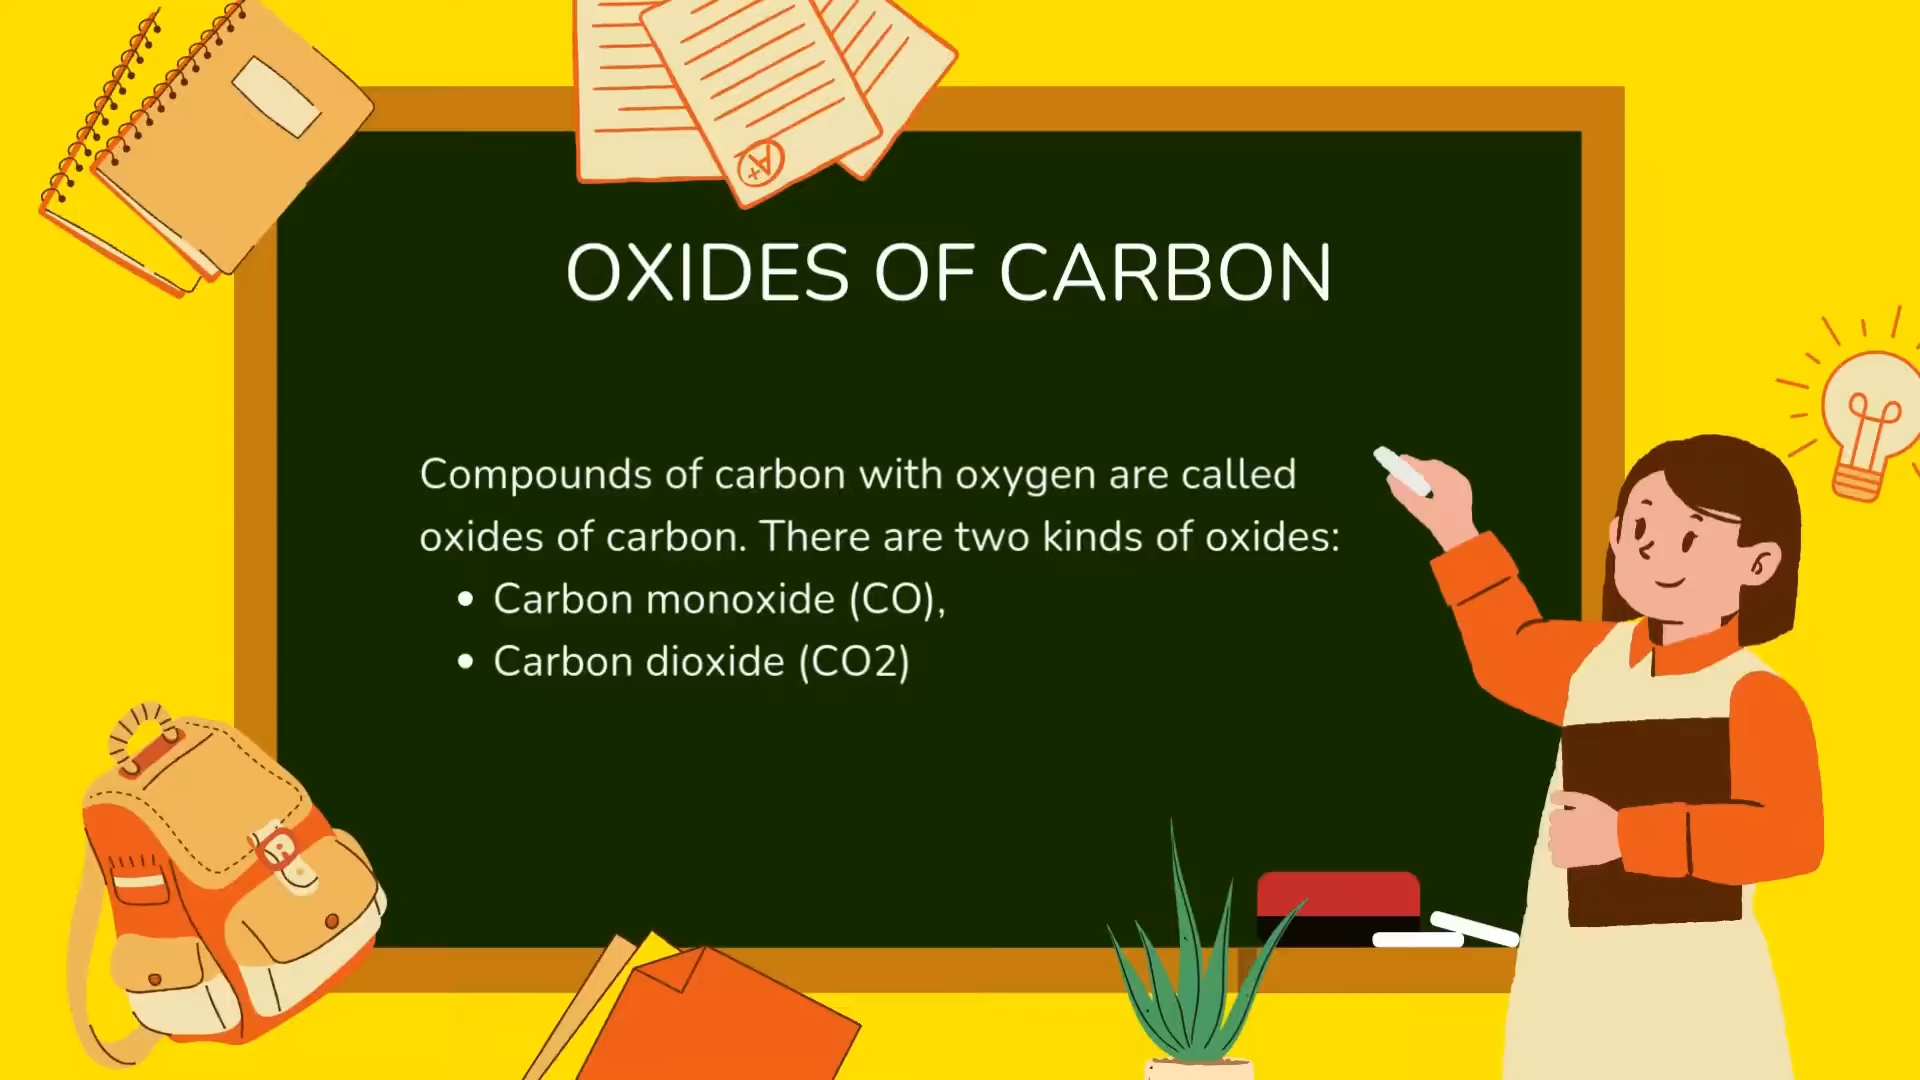 A+
OXIDES OF CARBON
Compounds of carbon with oxygen are called
oxides of carbon. There are two kinds of oxides:
• Carbon monoxide (CO),
• Carbon dioxide (CO2)